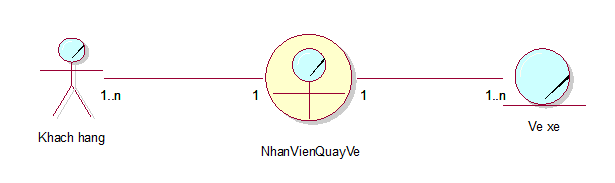 1..n 1 1 1..n
Khach hang
Ve xe
NhanVienQuayVe